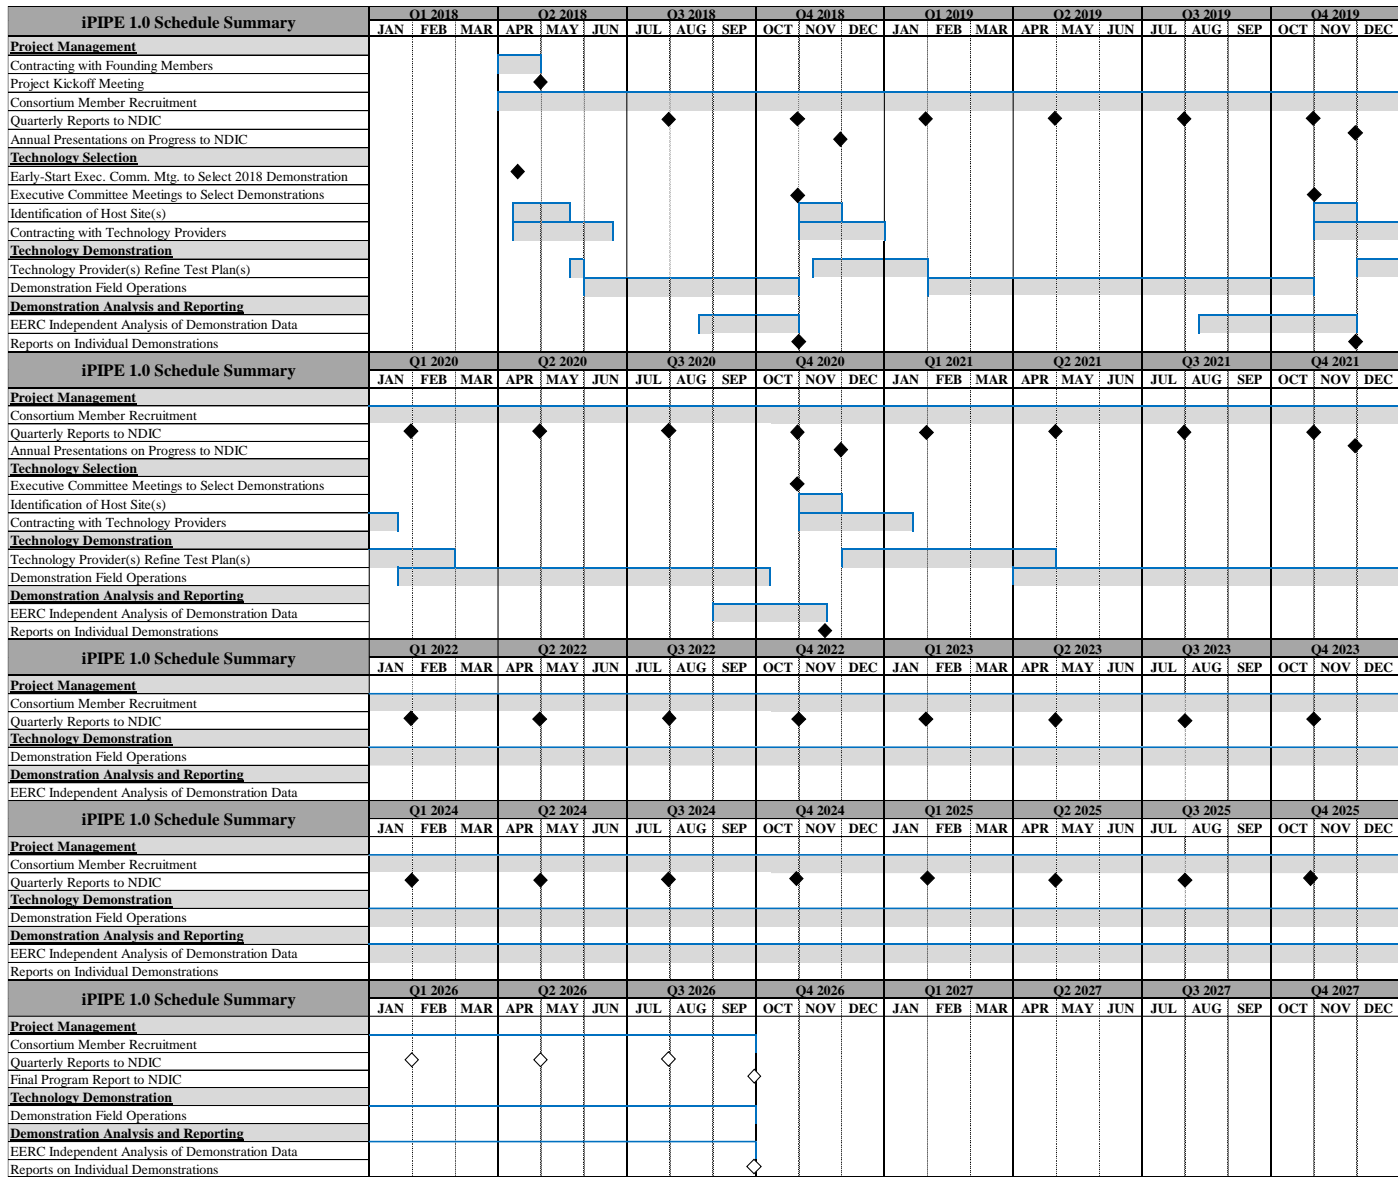 iPIPE 1.0 Schedule Summary
Q1 2018 Q2 2018 Q3 2018 Q4 2018 Q1 2019 Q2 2019 Q3 2019 Q4 2019
JAN FEB MAR APR MAY JUN JUL AUG SEP OCT NOV DEC JAN FEB MAR APR MAY JUN JUL AUG SEP OCT NOV DEC
Project Management
Contracting with Founding Members
Project Kickoff Meeting
Consortium Member Recruitment
Quarterly Reports to NDIC
Annual Presentations on Progress to NDIC
Technology Selection
Early-Start Exec. Comm. Mtg. to Select 2018 Demonstration
Executive Committee Meetings to Select Demonstrations
Identification of Host Site(s)
Contracting with Technology Providers
Technology Demonstration
Technology Provider(s) Refine Test Plan(s)
Demonstration Field Operations
Demonstration Analysis and Reporting
EERC Independent Analysis of Demonstration Data
Reports on Individual Demonstrations
iPIPE 1.0 Schedule Summary
Q1 2020 Q2 2020 Q3 2020 Q4 2020 Q1 2021 Q2 2021 Q3 2021 Q4 2021
JAN FEB MAR APR MAY JUN JUL AUG SEP OCT NOV DEC JAN FEB MAR APR MAY JUN JUL AUG SEP OCT NOV DEC
Project Management
Consortium Member Recruitment
Quarterly Reports to NDIC
Annual Presentations on Progress to NDIC
Technology Selection
Executive Committee Meetings to Select Demonstrations
Identification of Host Site(s)
Contracting with Technology Providers
Technology Demonstration
Technology Provider(s) Refine Test Plan(s)
Demonstration Field Operations
Demonstration Analysis and Reporting
EERC Independent Analysis of Demonstration Data
Reports on Individual Demonstrations
iPIPE 1.0 Schedule Summary
Q1 2022 Q2 2022 Q3 2022 Q4 2022 Q1 2023 Q2 2023 Q3 2023 Q4 2023
JAN FEB MAR APR MAY JUN JUL AUG SEP OCT NOV DEC JAN FEB MAR APR MAY JUN JUL AUG SEP OCT NOV DEC
Project Management
Consortium Member Recruitment
Quarterly Reports to NDIC
Technology Demonstration
Demonstration Field Operations
Demonstration Analysis and Reporting
EERC Independent Analysis of Demonstration Data
iPIPE 1.0 Schedule Summary
Q1 2024 Q2 2024 Q3 2024 Q4 2024 Q1 2025 Q2 2025 Q3 2025 Q4 2025
JAN FEB MAR APR MAY JUN JUL AUG SEP OCT NOV DEC JAN FEB MAR APR MAY JUN JUL AUG SEP OCT NOV DEC
Project Management
Consortium Member Recruitment
Quarterly Reports to NDIC
Technology Demonstration
Demonstration Field Operations
Demonstration Analysis and Reporting
EERC Independent Analysis of Demonstration Data
Reports on Individual Demonstrations
iPIPE 1.0 Schedule Summary
Q1 2026 Q2 2026 Q3 2026 Q4 2026 Q1 2027 Q2 2027 Q3 2027 Q4 2027
JAN FEB MAR APR MAY JUN JUL AUG SEP OCT NOV DEC JAN FEB MAR APR MAY JUN JUL AUG SEP OCT NOV DEC
Project Management
Consortium Member Recruitment
Quarterly Reports to NDIC
Final Program Report to NDIC
Technology Demonstration
Demonstration Field Operations
Demonstration Analysis and Reporting
EERC Independent Analysis of Demonstration Data
Reports on Individual Demonstrations